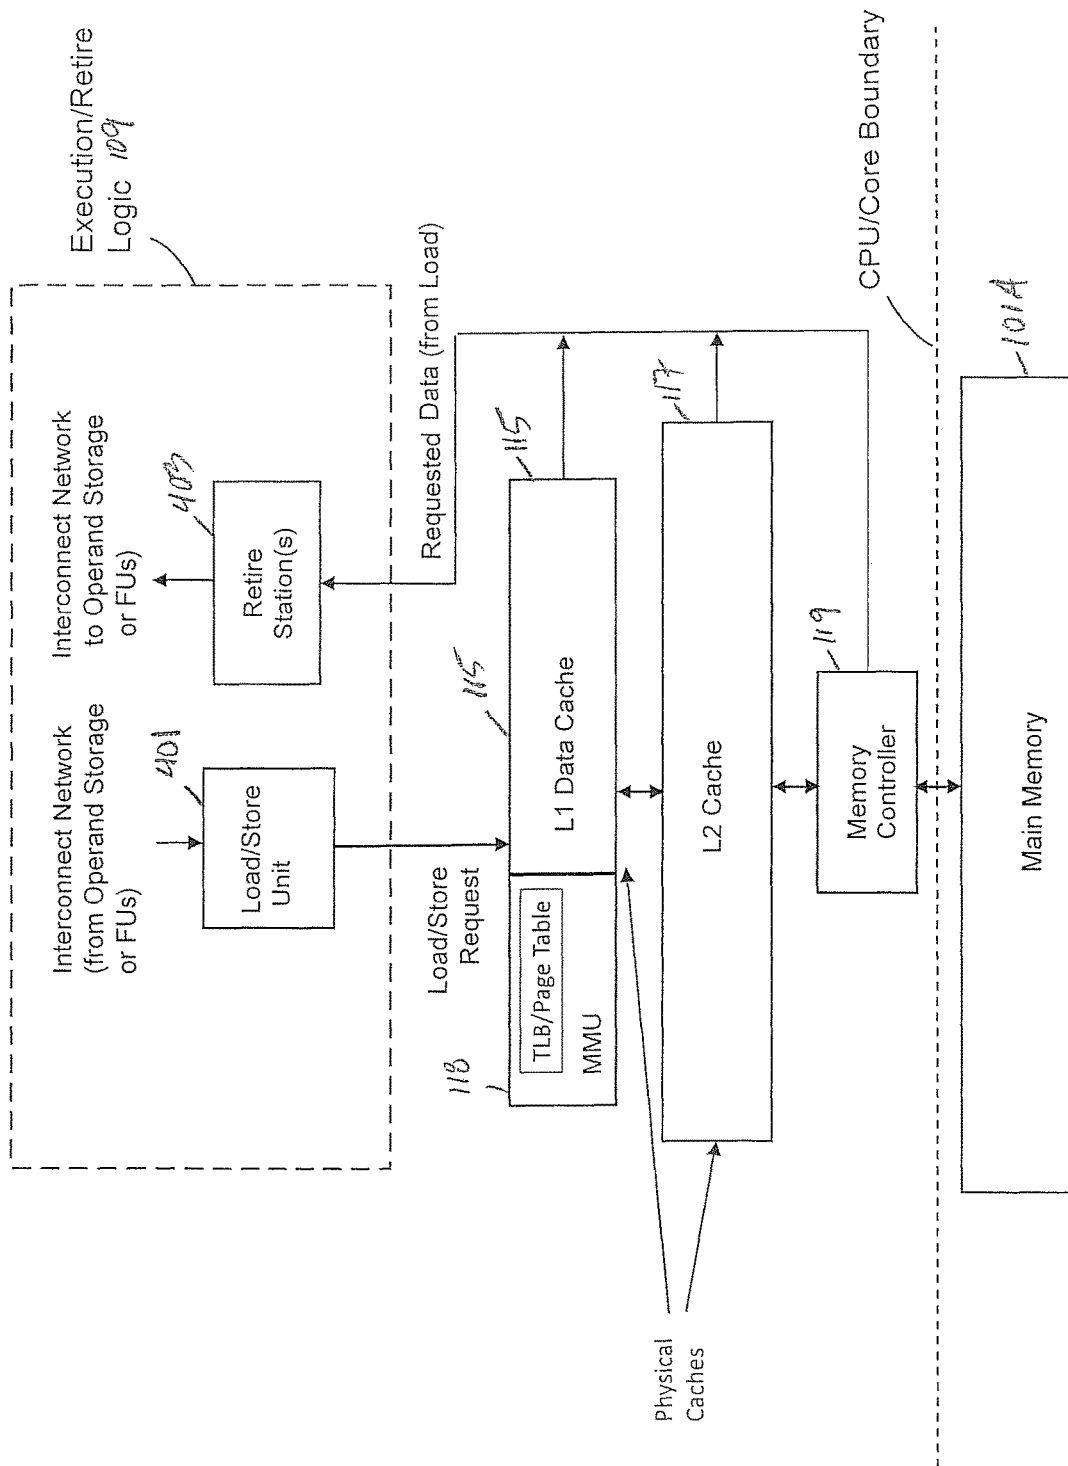 Execution/Retire
Logic 109
Interconnect Network
(from Operand Storage
or FUs)
Interconnect Network
to Operand Storage
or FUs)
401
Load/Store
Unit
403
Retire
Station(s)
Load/Store
Request
Requested Data (from Load)
118
TLB/Page Table
MMU
115
L1 Data Cache
115
117
L2 Cache
Physical
Caches
119
Memory
Controller
CPU/Core Boundary
101A
Main Memory